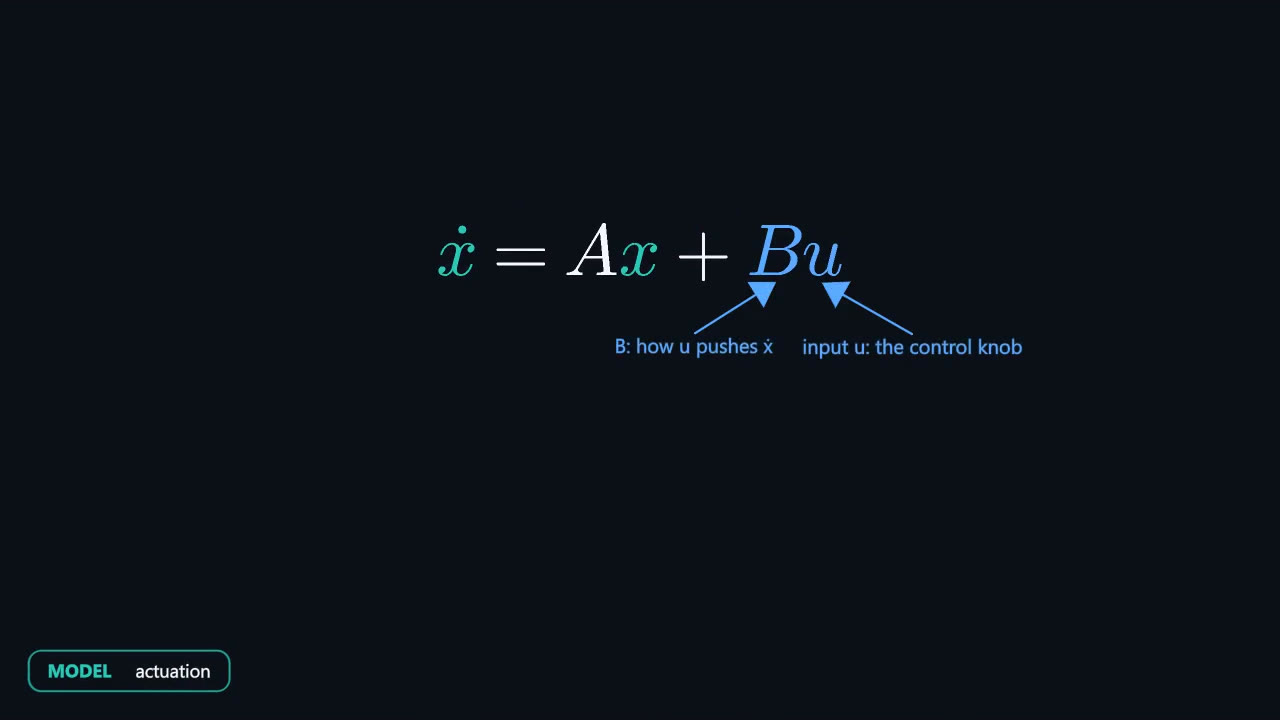 ẋ = Ax + Bu
B: how u pushes ẋ
input u: the control knob
MODEL actuation